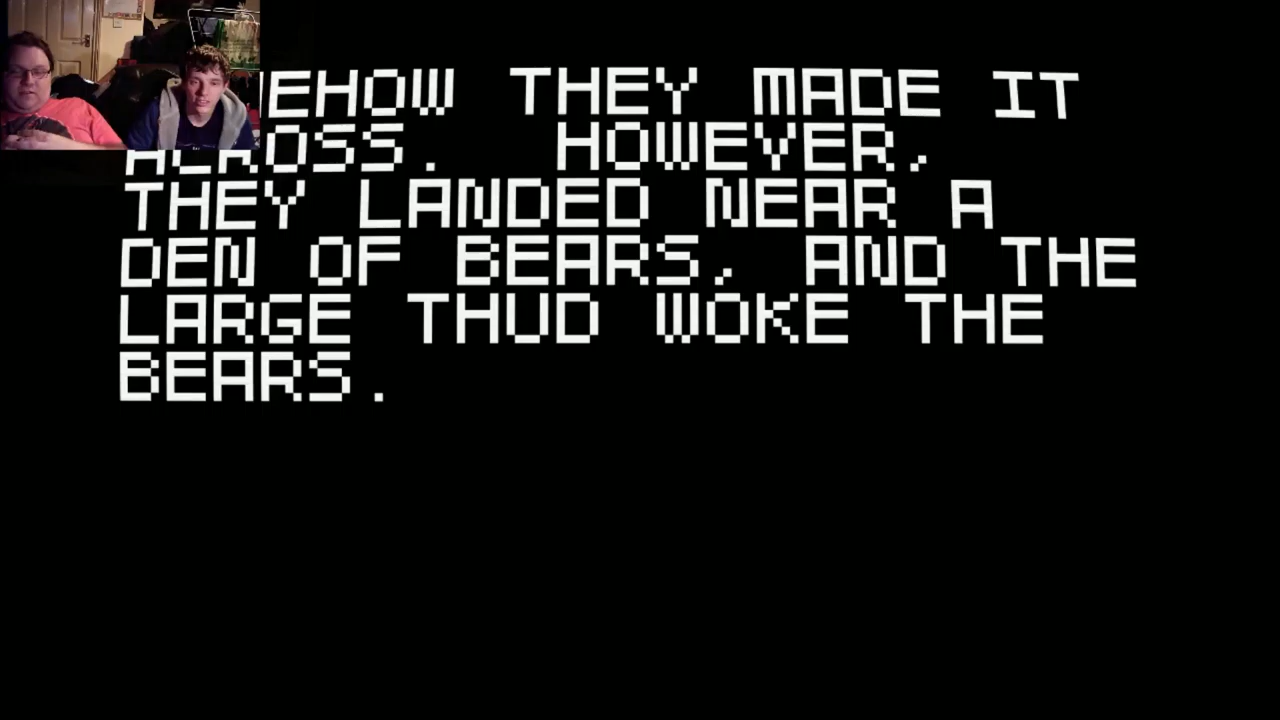 EHOW THEY MADE IT
ACROSS. HOWEVER,
THEY LANDED NEAR A
DEN OF BEARS, AND THE
LARGE THUD WOKE THE
BEARS.